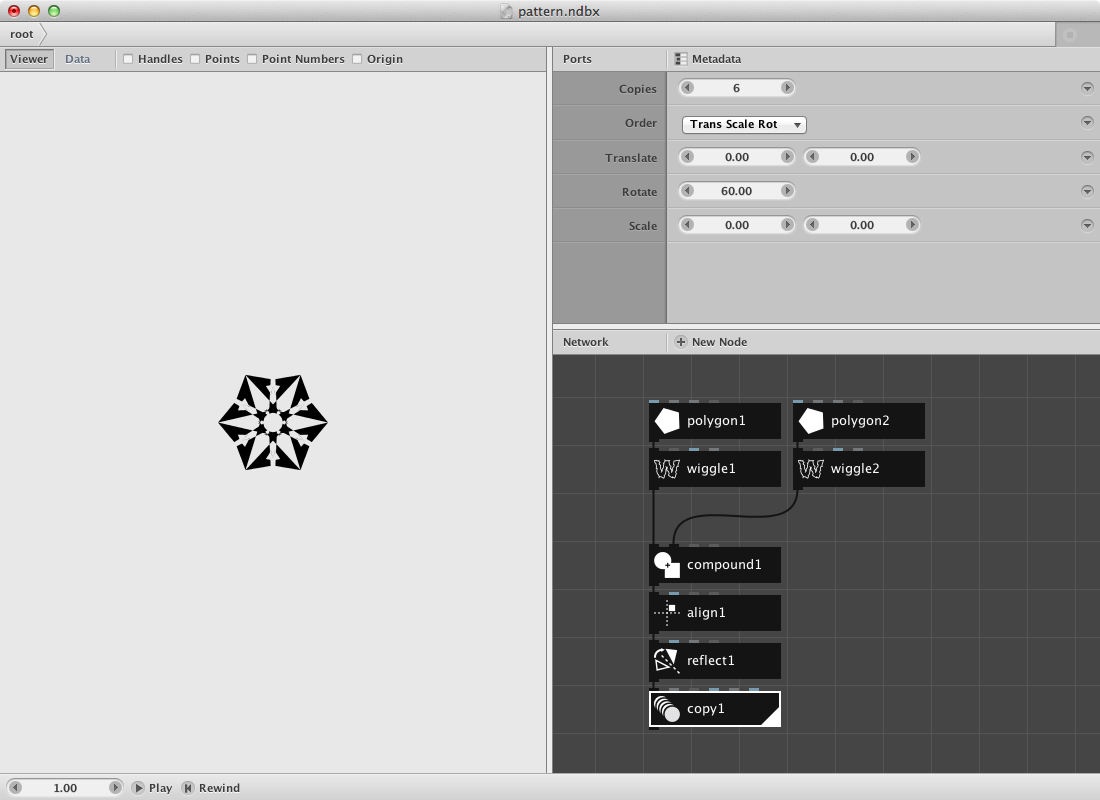 pattern.ndbx
root
Viewer Data Handles Points Point Numbers Origin
Ports Metadata
Copies 6
Order Trans Scale Rot
Translate 0.00 0.00
Rotate 60.00
Scale 0.00 0.00
Network New Node
polygon1 polygon2
wiggle1 wiggle2
compound1
align1
reflect1
copy1
1.00 Play Rewind